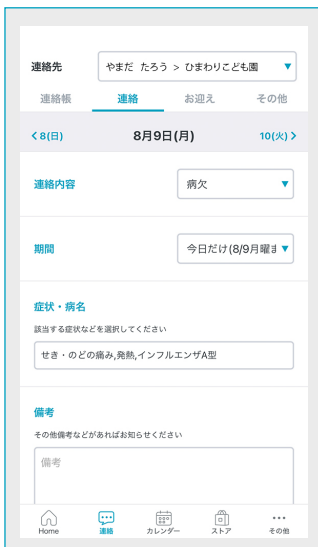 連絡先 やまだ たろう > ひまわりこども園 ▼
連絡帳 連絡 お迎え その他
< 8(日) 8月9日(月) 10(火) >
連絡内容 病欠 ▼
期間 今日だけ(8/9月曜ま ▼
症状・病名
該当する症状などを選択してください
せき・のどの痛み,発熱,インフルエンザA型
備考
その他備考などがあればお知らせください
備考
Home 連絡 カレンダー ストア その他